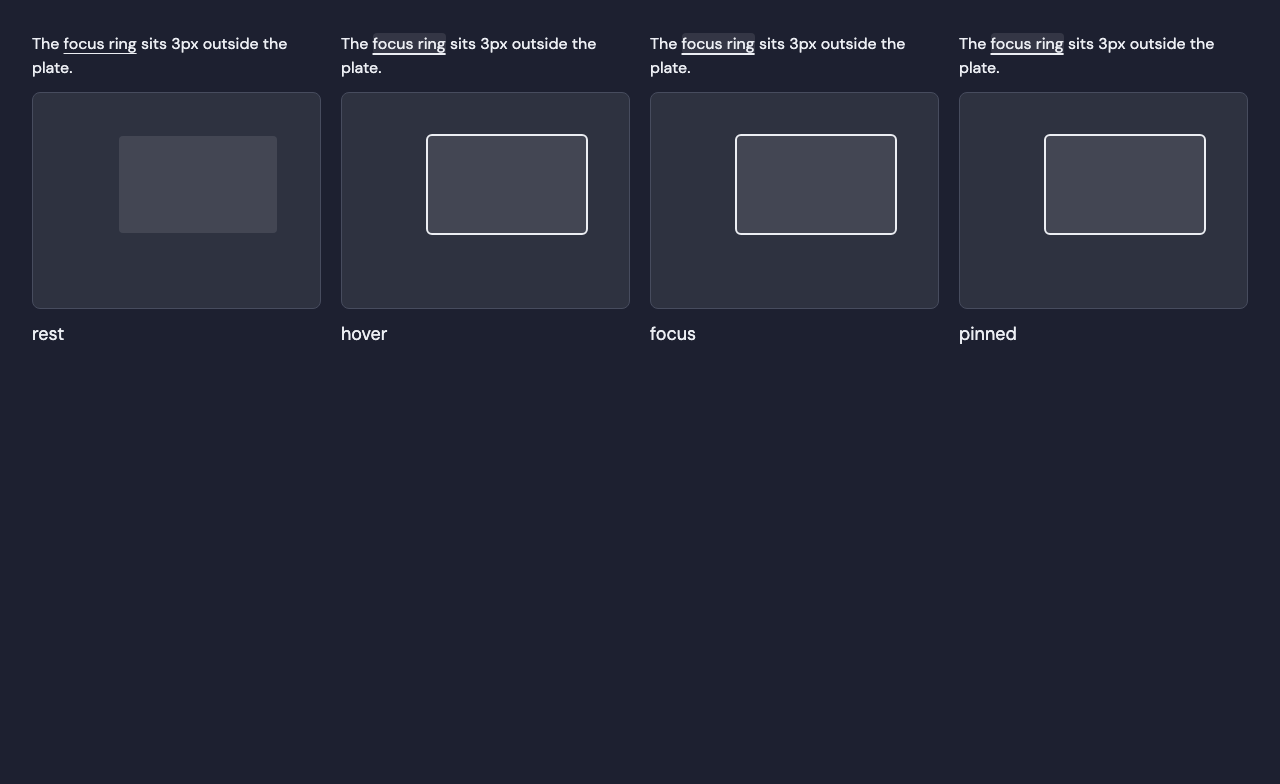 The focus ring sits 3px outside the
plate.
rest
The focus ring sits 3px outside the
plate.
hover
The focus ring sits 3px outside the
plate.
focus
The focus ring sits 3px outside the
plate.
pinned